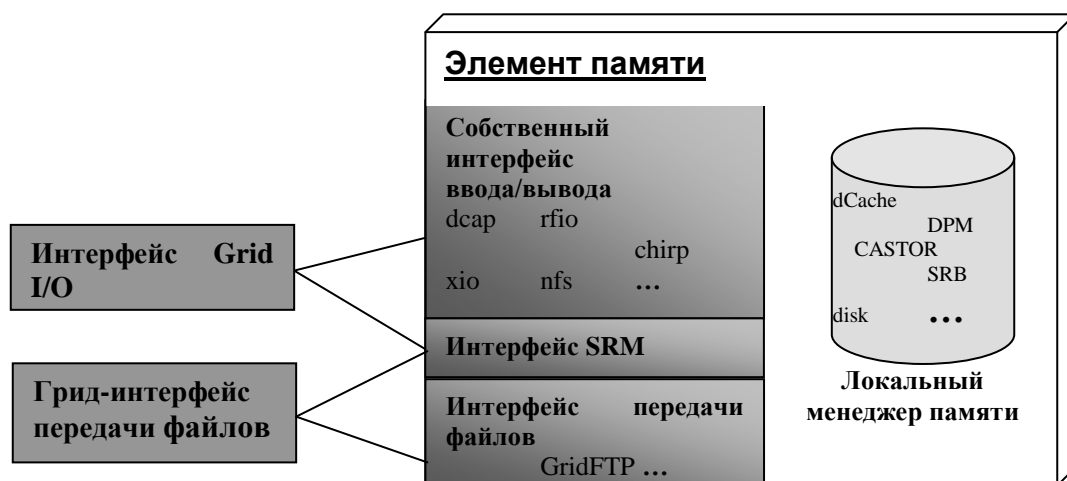 Элемент памяти
Собственный
интерфейс
ввода/вывода
dcap rfio
chirp
xio nfs ...
Интерфейс SRM
Интерфейс передачи
файлов
GridFTP ...
Интерфейс Grid
I/O
Грид-интерфейс
передачи файлов
dCache
DPM
CASTOR
SRB
disk ...
Локальный
менеджер памяти